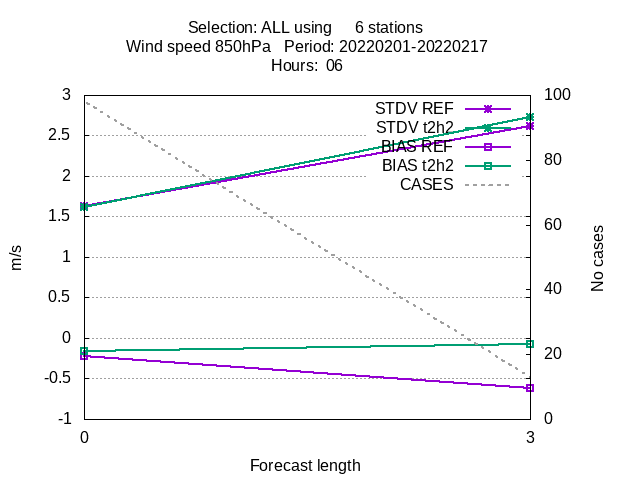 Selection: ALL using 6 stations
Wind speed 850hPa Period: 20220201-20220217
Hours: 06
3
2.5
2
1.5
1
0.5
0
-0.5
-1
100
80
60
40
20
0
STDV REF
STDV t2h2
BIAS REF
BIAS t2h2
CASES
m/s
No cases
0
3
Forecast length